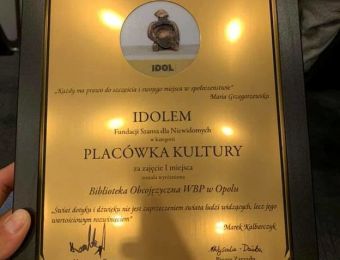 IDOL
„Każdy ma prawo do szczęścia i swojego miejsca w społeczeństwie"
Maria Grzegorzewska
IDOLEM
Fundacji Szansa dla Niewidomych
w kategorii
PLACÓWKA KULTURY
za zajęcie I miejsca
została wyróżniona
Biblioteka Obcojęzyczna WBP w Opolu
„Świat dotyku i dźwięku nie jest zaprzeczeniem świata ludzi widzących, lecz jego
wartościowym rozwinięciem"
Marek Kalbarczyk